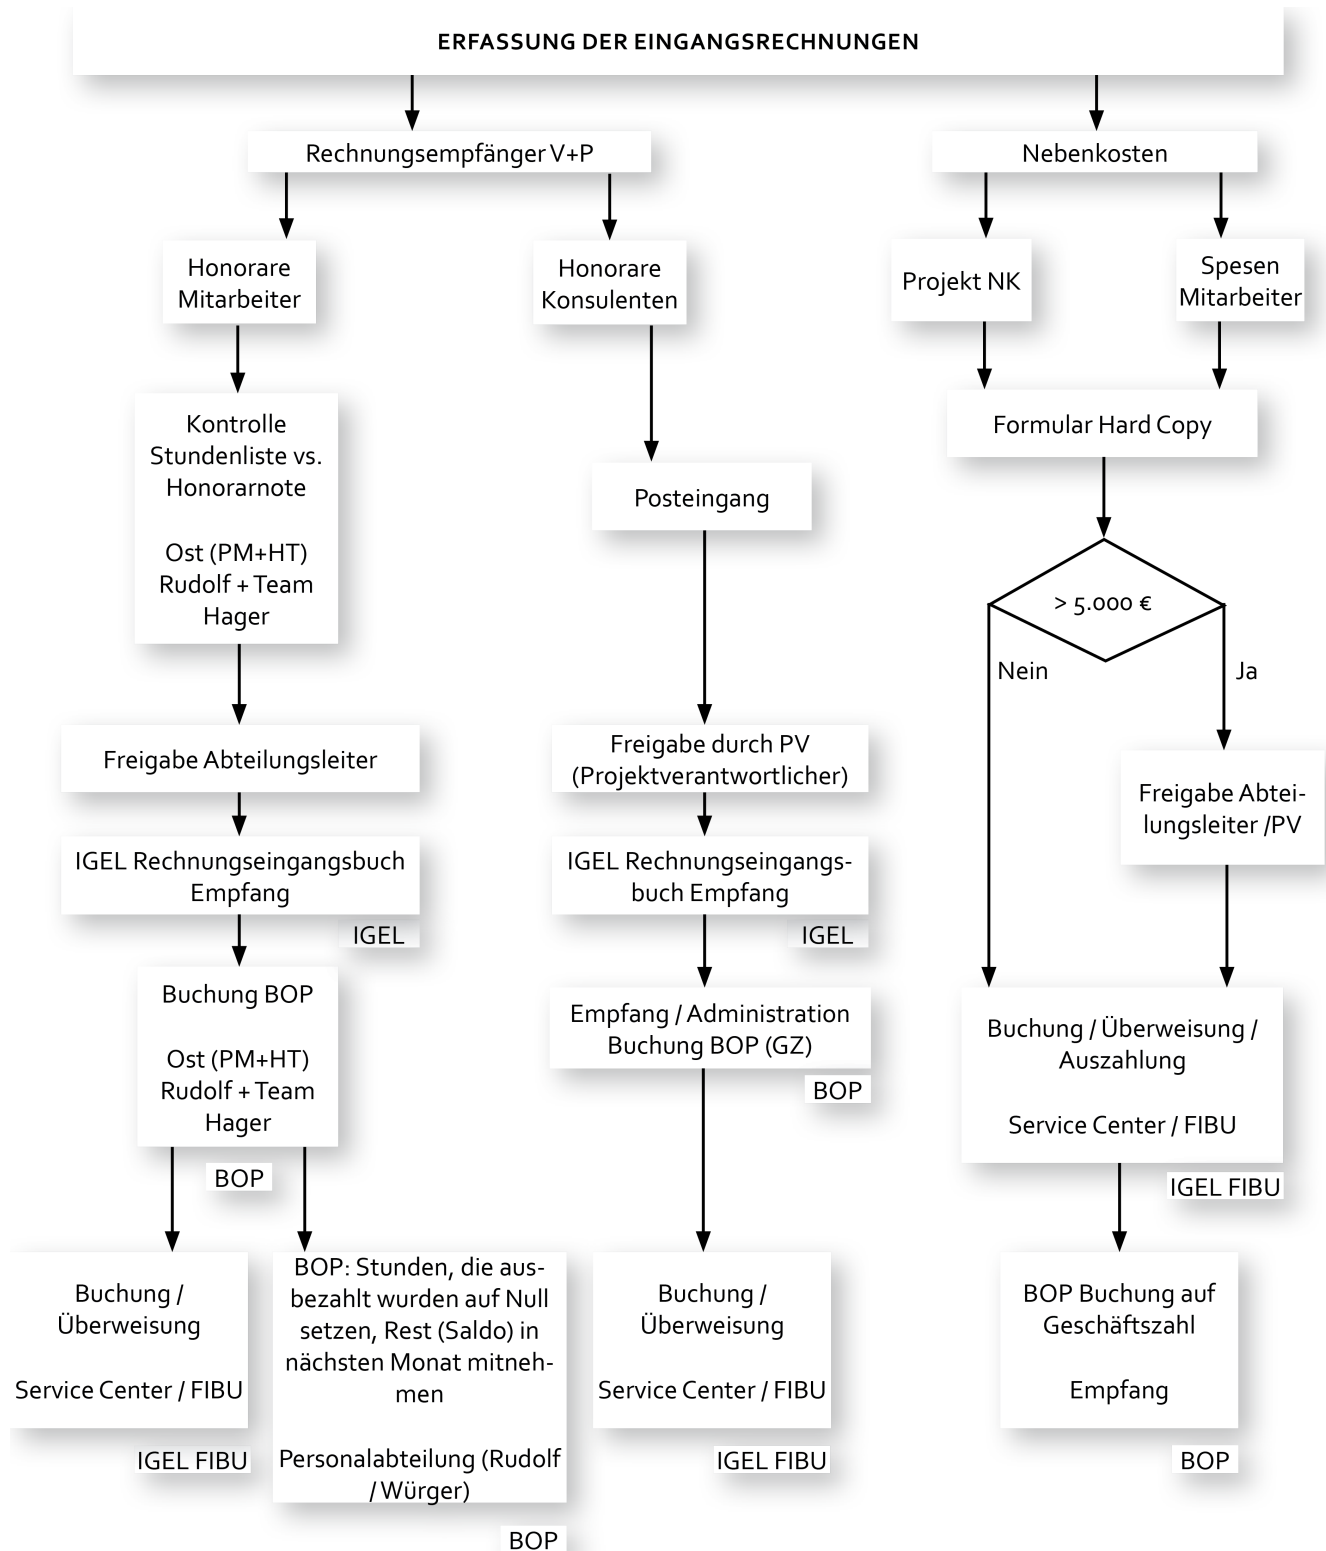 ERFASSUNG DER EINGANGSRECHNUNGEN
Rechnungsempfänger V+P
Nebenkosten
Honorare
Mitarbeiter
Honorare
Konsulenten
Projekt NK
Spesen
Mitarbeiter
Kontrolle
Stundenliste vs.
Honorarnote
Ost (PM+HT)
Rudolf + Team
Hager
Posteingang
Formular Hard Copy
> 5.000 €
Nein
Ja
Freigabe Abteilungsleiter
Freigabe durch PV
(Projektverantwortlicher)
Freigabe Abtei-
lungsleiter /PV
IGEL Rechnungseingangsbuch
Empfang
IGEL
IGEL Rechnungseingangs-
buch Empfang
IGEL
Buchung BOP
Ost (PM+HT)
Rudolf + Team
Hager
BOP
Empfang / Administration
Buchung BOP (GZ)
BOP
Buchung / Überweisung /
Auszahlung
Service Center / FIBU
IGEL FIBU
Buchung /
Überweisung
Service Center / FIBU
IGEL FIBU
BOP: Stunden, die aus-
bezahlt wurden auf Null
setzen, Rest (Saldo) in
nächsten Monat mitneh-
men
Personalabteilung (Rudolf
/ Würger)
BOP
Buchung /
Überweisung
Service Center / FIBU
IGEL FIBU
BOP Buchung auf
Geschäftszahl
Empfang
BOP